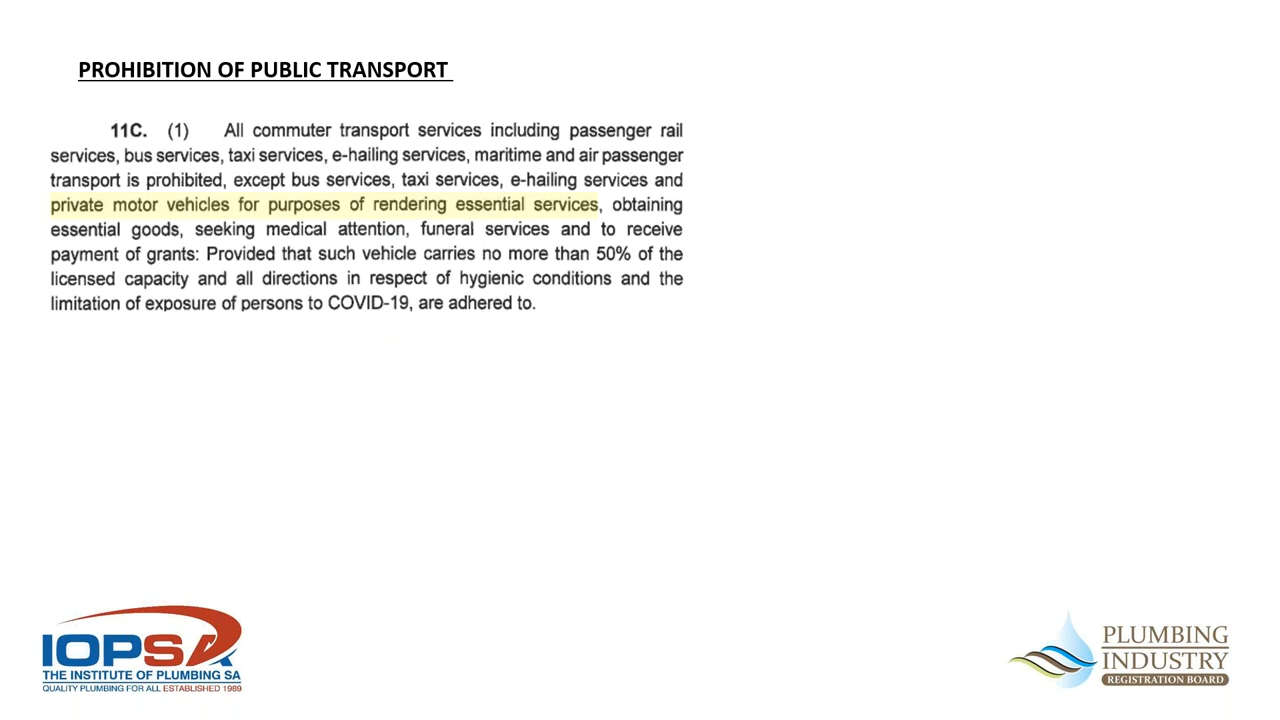 PROHIBITION OF PUBLIC TRANSPORT
11C. (1) All commuter transport services including passenger rail
services, bus services, taxi services, e-hailing services, maritime and air passenger
transport is prohibited, except bus services, taxi services, e-hailing services and
private motor vehicles for purposes of rendering essential services, obtaining
essential goods, seeking medical attention, funeral services and to receive
payment of grants: Provided that such vehicle carries no more than 50% of the
licensed capacity and all directions in respect of hygienic conditions and the
limitation of exposure of persons to COVID-19, are adhered to.
IOPSA
THE INSTITUTE OF PLUMBING SA
QUALITY PLUMBING FOR ALL ESTABLISHED 1989
PLUMBING
INDUSTRY
REGISTRATION BOARD